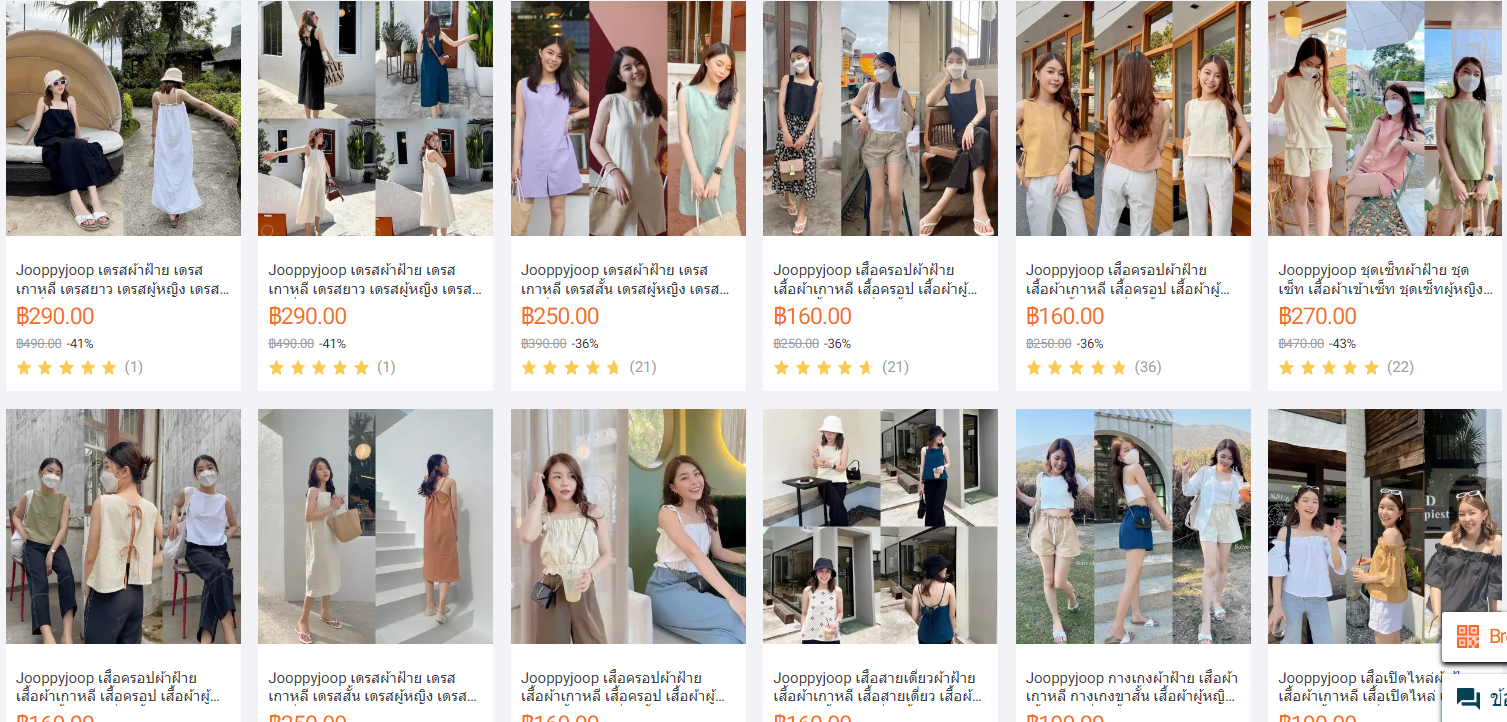 Jooppyjoop เดรสผ้าฝ้าย เดรส
เกาหลี เดรสยาว เดรสผู้หญิง เดรส...
฿290.00
฿490.00 -41%
(1)
Jooppyjoop เดรสผ้าฝ้าย เดรส
เกาหลี เดรสยาว เดรสผู้หญิง เดรส...
฿290.00
฿490.00 -41%
(1)
Jooppyjoop เดรสผ้าฝ้าย เดรส
เกาหลี เดรสสั้น เดรสผู้หญิง เดรส...
฿250.00
฿390.00 -36%
(21)
Jooppyjoop เสื้อครอปผ้าฝ้าย
เสื้อผ้าเกาหลี เสื้อครอป เสื้อผ้าผู้...
฿160.00
฿250.00 -36%
(21)
Jooppyjoop เสื้อครอปผ้าฝ้าย
เสื้อผ้าเกาหลี เสื้อครอป เสื้อผ้าผู้...
฿160.00
฿250.00 -36%
(36)
Jooppyjoop ชุดเซ็ทผ้าฝ้าย ชุด
เซ็ท เสื้อผ้าเข้าเซ็ท ชุดเซ็ทผู้หญิง...
฿270.00
฿470.00 -43%
(22)
Jooppyjoop เสื้อครอปผ้าฝ้าย
เสื้อผ้าเกาหลี เสื้อครอป เสื้อผ้าผู้...
฿160.00
Jooppyjoop เดรสผ้าฝ้าย เดรส
เกาหลี เดรสสั้น เดรสผู้หญิง เดรส...
฿250.00
Jooppyjoop เสื้อครอปผ้าฝ้าย
เสื้อผ้าเกาหลี เสื้อครอป เสื้อผ้าผู้...
฿160.00
Jooppyjoop เสื้อสายเดี่ยวผ้าฝ้าย
เสื้อผ้าเกาหลี เสื้อสายเดี่ยว เสื้อผ้...
฿160.00
Jooppyjoop กางเกงผ้าฝ้าย เสื้อผ้า
เกาหลี กางเกงขาสั้น เสื้อผ้าผู้หญิ...
฿190.00
Jooppyjoop เสื้อเปิดไหล่
เสื้อผ้าเกาหลี เสื้อเปิดไหล่
฿190.00